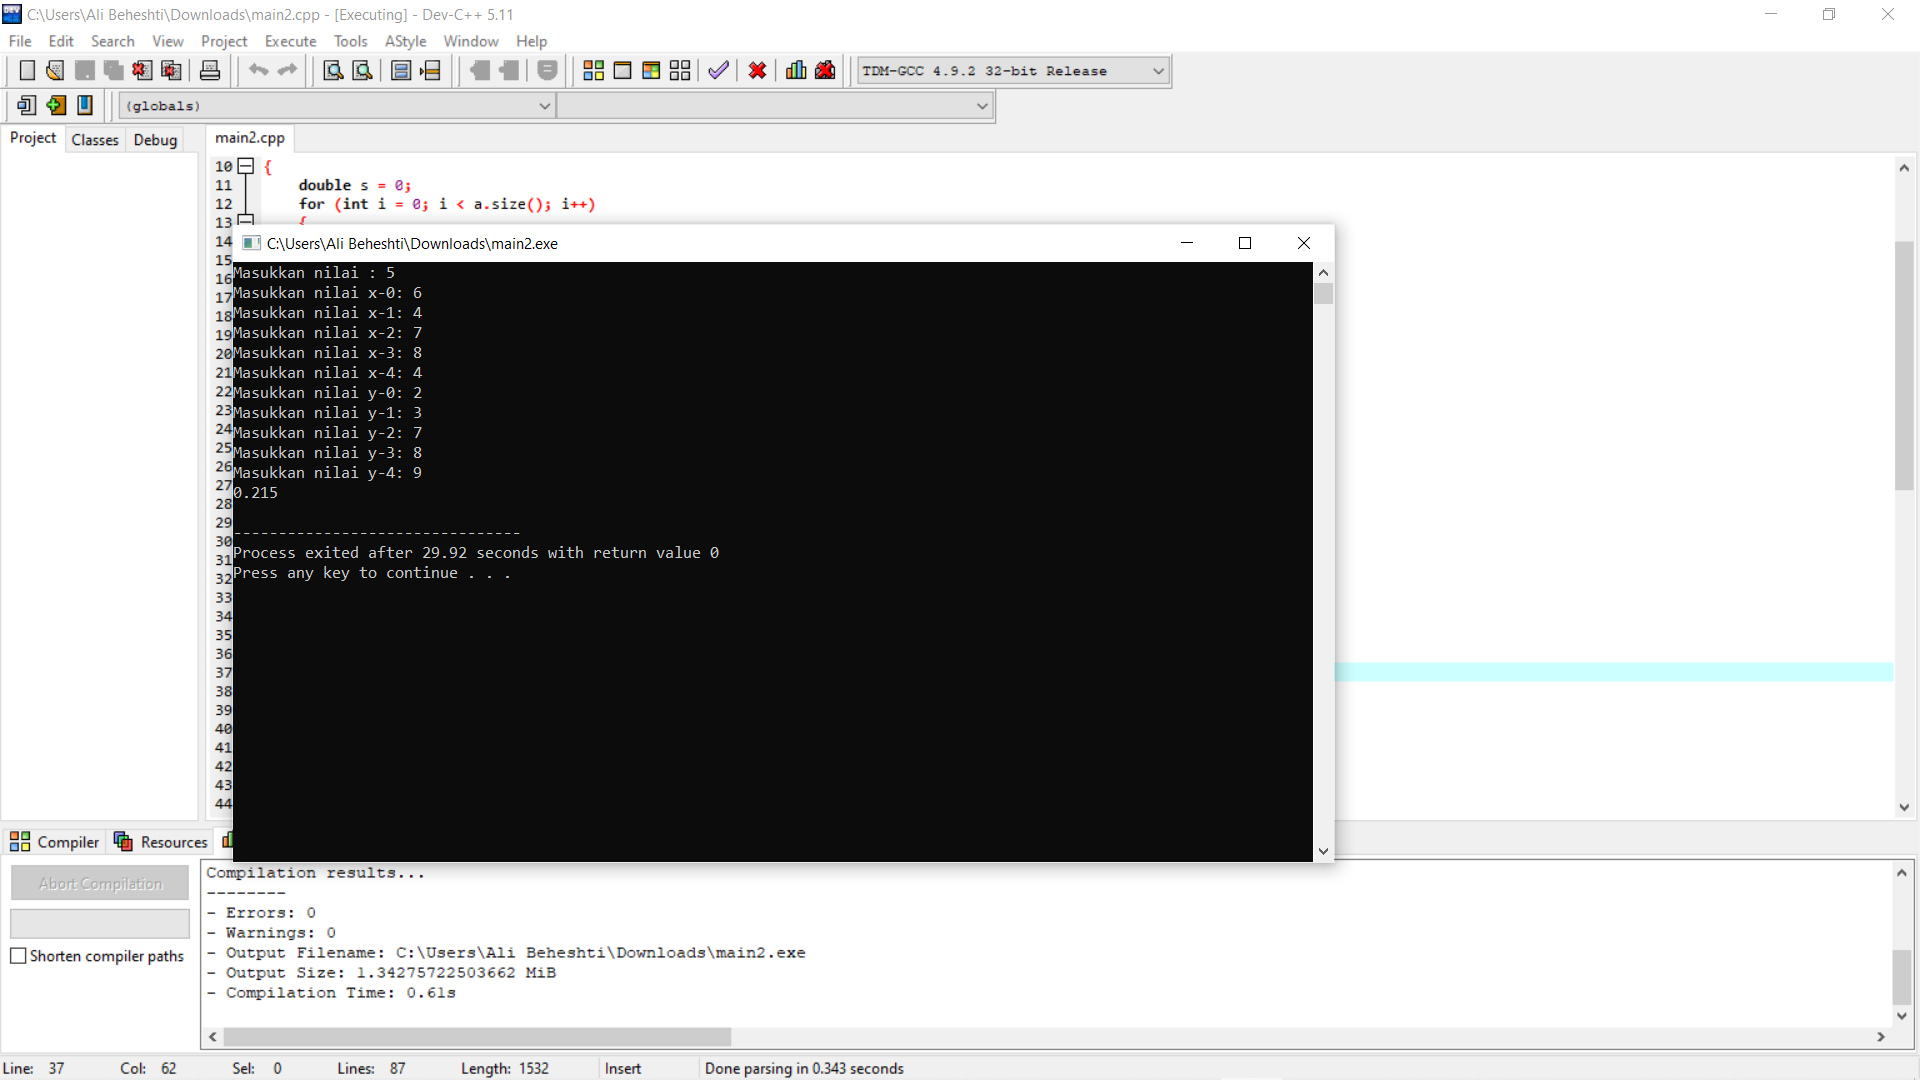 C:\Users\Ali Beheshti\Downloads\main2.cpp - [Executing] - Dev-C++ 5.11
File Edit Search View Project Execute Tools AStyle Window Help
TDM-GCC 4.9.2 32-bit Release
(globals)
Project Classes Debug
main2.cpp
10 {
11 double s = 0;
12 for (int i = 0; i < a.size(); i++)
13 {
14
15
16
17
18
19
20
21
22
23
24
25
26
27
28
29
30
31
32
33
34
35
36
37
38
39
40
41
42
43
44
C:\Users\Ali Beheshti\Downloads\main2.exe
Masukkan nilai : 5
Masukkan nilai x-0: 6
Masukkan nilai x-1: 4
Masukkan nilai x-2: 7
Masukkan nilai x-3: 8
Masukkan nilai x-4: 4
Masukkan nilai y-0: 2
Masukkan nilai y-1: 3
Masukkan nilai y-2: 7
Masukkan nilai y-3: 8
Masukkan nilai y-4: 9
0.215
--------------------------------
Process exited after 29.92 seconds with return value 0
Press any key to continue . . .
Compiler Resources
Abort Compilation
Shorten compiler paths
Compilation results...
--------
- Errors: 0
- Warnings: 0
- Output Filename: C:\Users\Ali Beheshti\Downloads\main2.exe
- Output Size: 1.34275722503662 MiB
- Compilation Time: 0.61s
Line: 37 Col: 62 Sel: 0 Lines: 87 Length: 1532 Insert Done parsing in 0.343 seconds